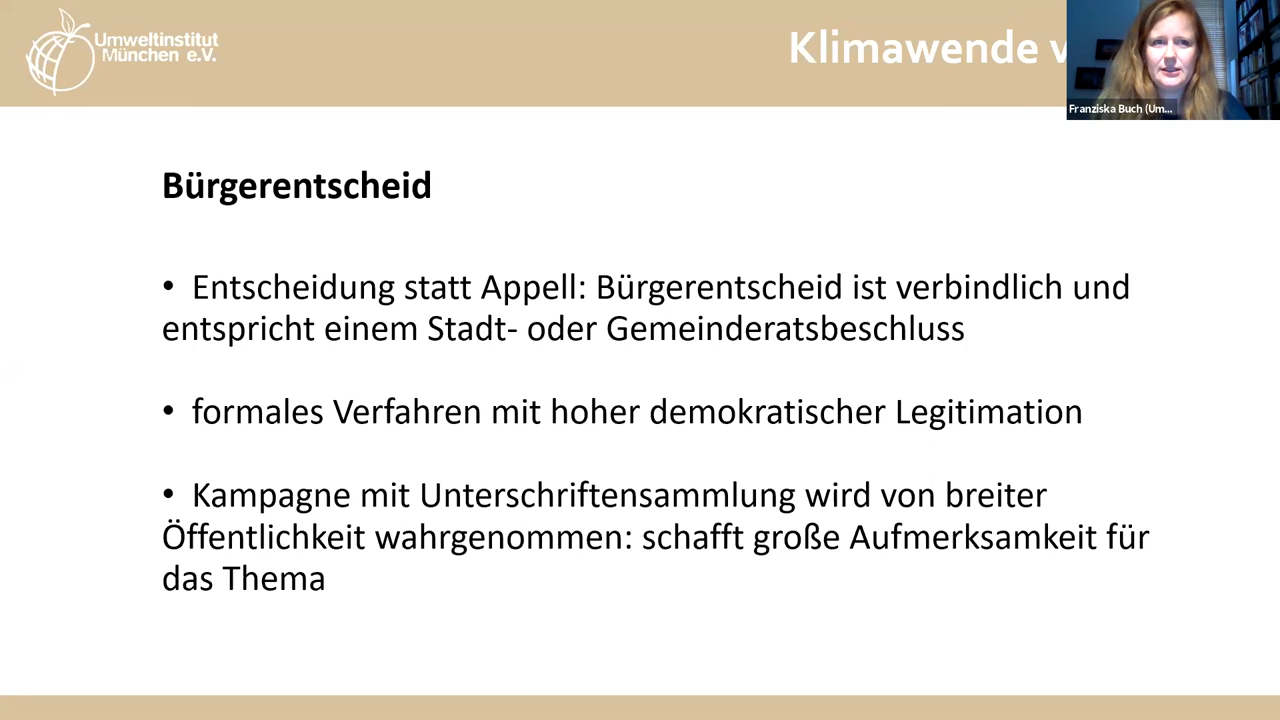 Umweltinstitut
München e.V.
Klimawende
Franziska Buch (Um...
Bürgerentscheid
• Entscheidung statt Appell: Bürgerentscheid ist verbindlich und
entspricht einem Stadt- oder Gemeinderatsbeschluss
• formales Verfahren mit hoher demokratischer Legitimation
• Kampagne mit Unterschriftensammlung wird von breiter
Öffentlichkeit wahrgenommen: schafft große Aufmerksamkeit für
das Thema